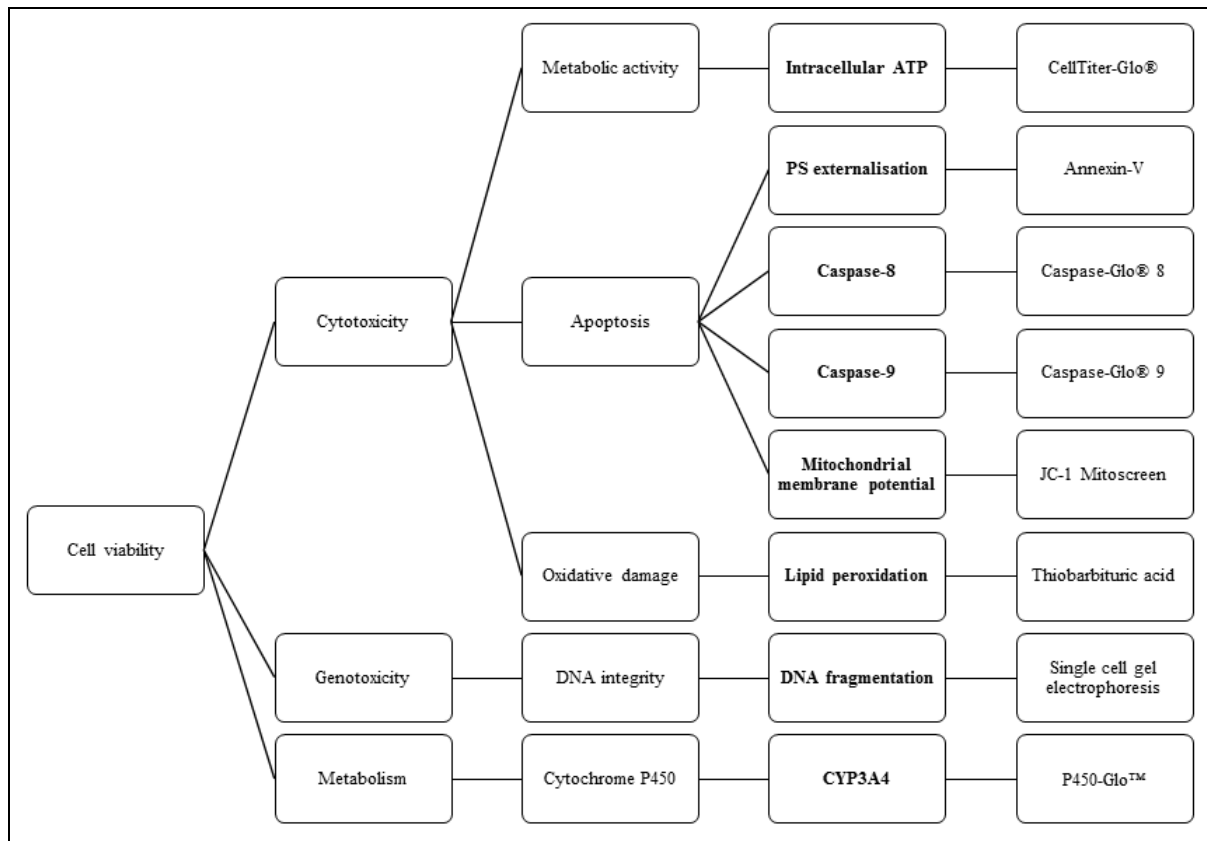 Metabolic activity
Intracellular ATP
CellTiter-Glo®
PS externalisation
Annexin-V
Caspase-8
Caspase-Glo® 8
Cytotoxicity
Apoptosis
Caspase-9
Caspase-Glo® 9
Mitochondrial
membrane potential
JC-1 Mitoscreen
Cell viability
Oxidative damage
Lipid peroxidation
Thiobarbituric acid
Genotoxicity
DNA integrity
DNA fragmentation
Single cell gel
electrophoresis
Metabolism
Cytochrome P450
CYP3A4
P450-Glo™